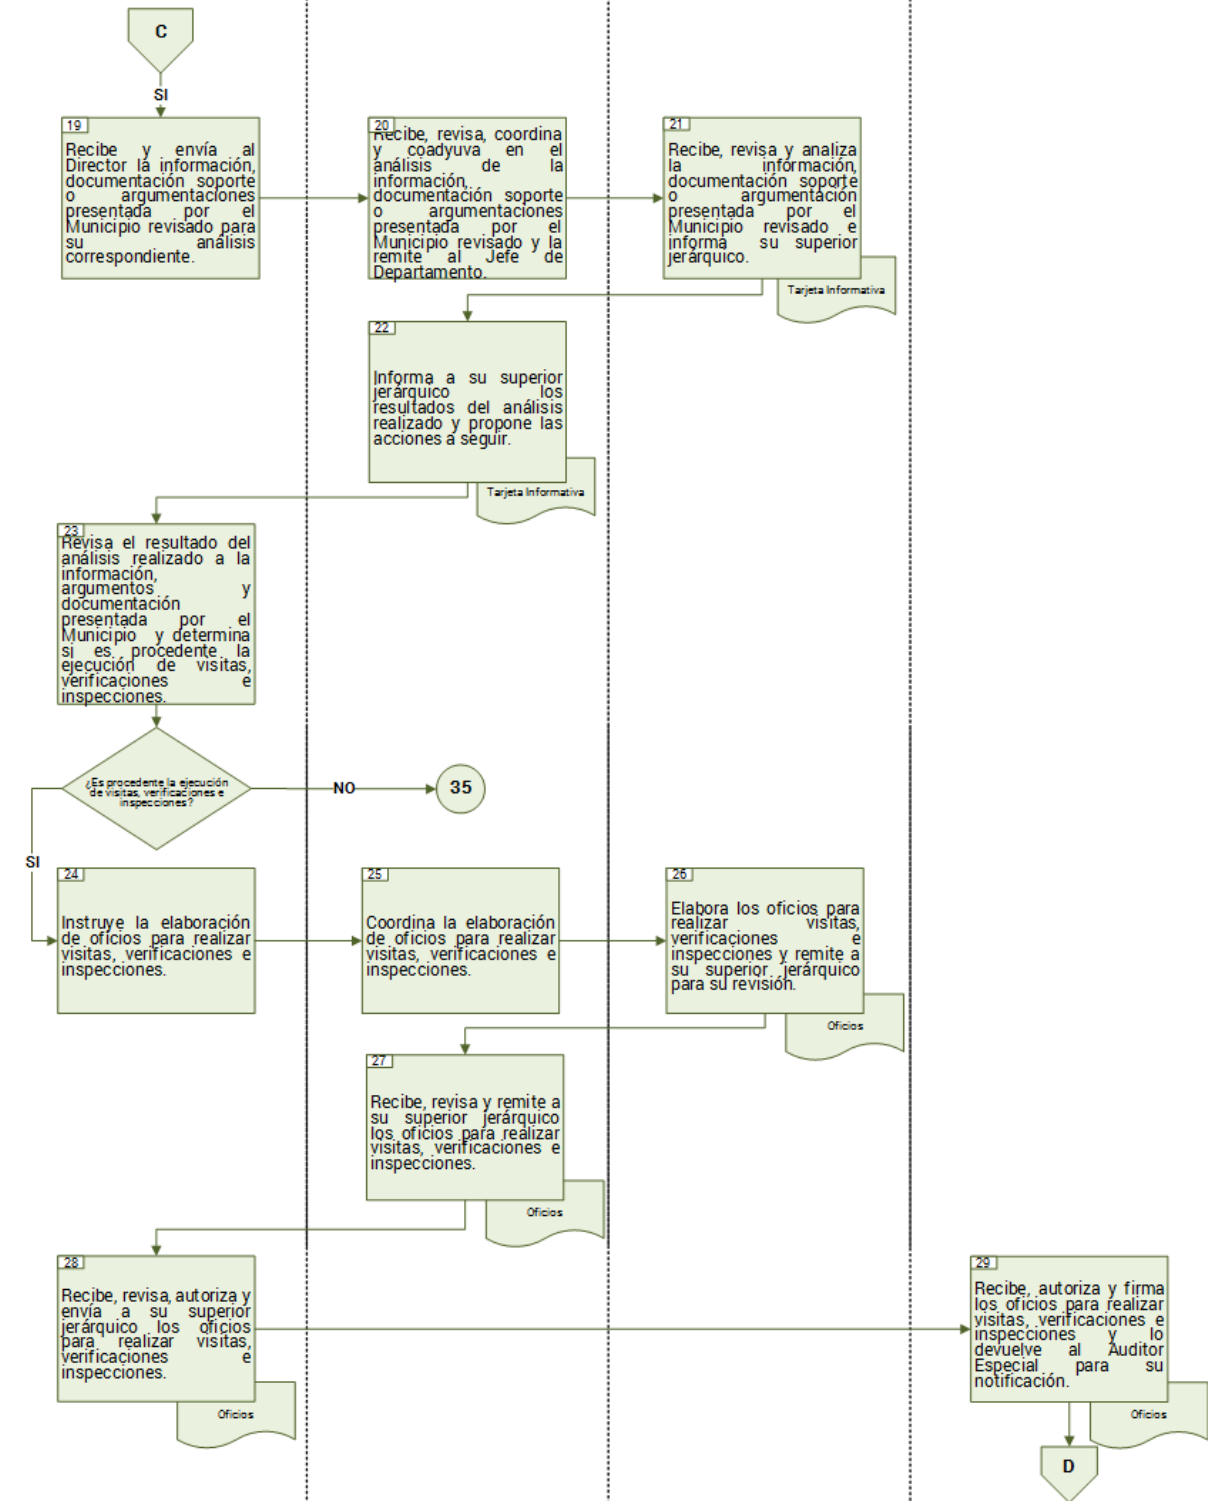 C
SI
19
Recibe y envía al
Director la información,
documentación soporte
o argumentaciones
presentada por el
Municipio revisado para
su análisis
correspondiente.
20
Recibe, revisa, coordina
y coadyuva en el
análisis de la
información,
documentación soporte
o argumentaciones
presentada por el
Municipio revisado y la
remite al Jefe de
Departamento.
21
Recibe, revisa y analiza
la información,
documentación soporte
o argumentación
presentada por el
Municipio revisado e
informa su superior
jerárquico.
Tarjeta Informativa
22
Informa a su superior
jerárquico los
resultados del análisis
realizado y propone las
acciones a seguir.
Tarjeta Informativa
23
Revisa el resultado del
análisis realizado a la
información,
argumentos y
documentación
presentada por el
Municipio y determina
si es procedente la
ejecución de visitas,
verificaciones e
inspecciones.
¿Es procedente la ejecución
de visitas, verificaciones e
inspecciones?
NO
35
SI
24
Instruye la elaboración
de oficios para realizar
visitas, verificaciones e
inspecciones.
25
Coordina la elaboración
de oficios para realizar
visitas, verificaciones e
inspecciones.
26
Elabora los oficios para
realizar visitas,
verificaciones e
inspecciones y remite a
su superior jerárquico
para su revisión.
Oficios
27
Recibe, revisa y remite a
su superior jerárquico
los oficios para realizar
visitas, verificaciones e
inspecciones.
Oficios
28
Recibe, revisa, autoriza y
envía a su superior
jerárquico los oficios
para realizar visitas,
verificaciones e
inspecciones.
Oficios
29
Recibe, autoriza y firma
los oficios para realizar
visitas, verificaciones e
inspecciones y lo
devuelve al Auditor
Especial para su
notificación.
Oficios
D